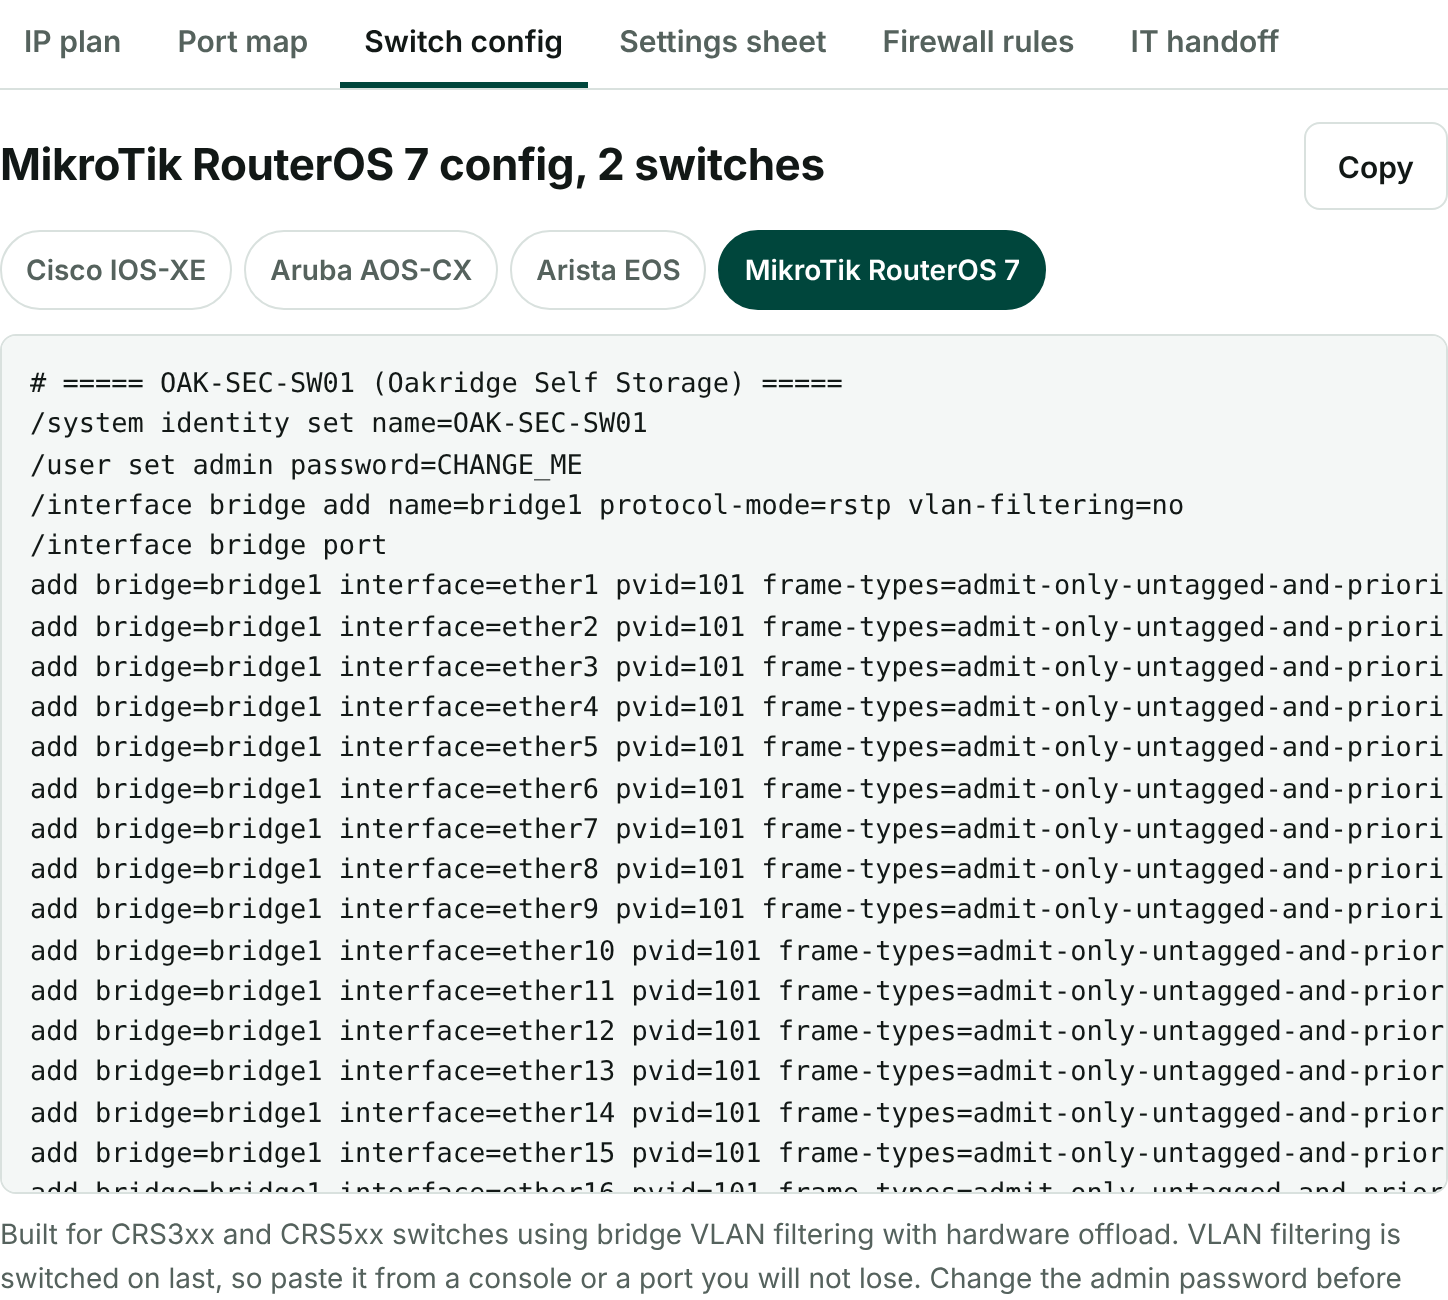 IP plan Port map Switch config Settings sheet Firewall rules IT handoff
MikroTik RouterOS 7 config, 2 switches
Copy
Cisco IOS-XE Aruba AOS-CX Arista EOS MikroTik RouterOS 7
# ===== OAK-SEC-SW01 (Oakridge Self Storage) =====
/system identity set name=OAK-SEC-SW01
/user set admin password=CHANGE_ME
/interface bridge add name=bridge1 protocol-mode=rstp vlan-filtering=no
/interface bridge port
add bridge=bridge1 interface=ether1 pvid=101 frame-types=admit-only-untagged-and-priori
add bridge=bridge1 interface=ether2 pvid=101 frame-types=admit-only-untagged-and-priori
add bridge=bridge1 interface=ether3 pvid=101 frame-types=admit-only-untagged-and-priori
add bridge=bridge1 interface=ether4 pvid=101 frame-types=admit-only-untagged-and-priori
add bridge=bridge1 interface=ether5 pvid=101 frame-types=admit-only-untagged-and-priori
add bridge=bridge1 interface=ether6 pvid=101 frame-types=admit-only-untagged-and-priori
add bridge=bridge1 interface=ether7 pvid=101 frame-types=admit-only-untagged-and-priori
add bridge=bridge1 interface=ether8 pvid=101 frame-types=admit-only-untagged-and-priori
add bridge=bridge1 interface=ether9 pvid=101 frame-types=admit-only-untagged-and-priori
add bridge=bridge1 interface=ether10 pvid=101 frame-types=admit-only-untagged-and-prior
add bridge=bridge1 interface=ether11 pvid=101 frame-types=admit-only-untagged-and-prior
add bridge=bridge1 interface=ether12 pvid=101 frame-types=admit-only-untagged-and-prior
add bridge=bridge1 interface=ether13 pvid=101 frame-types=admit-only-untagged-and-prior
add bridge=bridge1 interface=ether14 pvid=101 frame-types=admit-only-untagged-and-prior
add bridge=bridge1 interface=ether15 pvid=101 frame-types=admit-only-untagged-and-prior
add bridge=bridge1 interface=ether16 pvid=101 frame-types=admit-only-untagged-and-prior
Built for CRS3xx and CRS5xx switches using bridge VLAN filtering with hardware offload. VLAN filtering is
switched on last, so paste it from a console or a port you will not lose. Change the admin password before